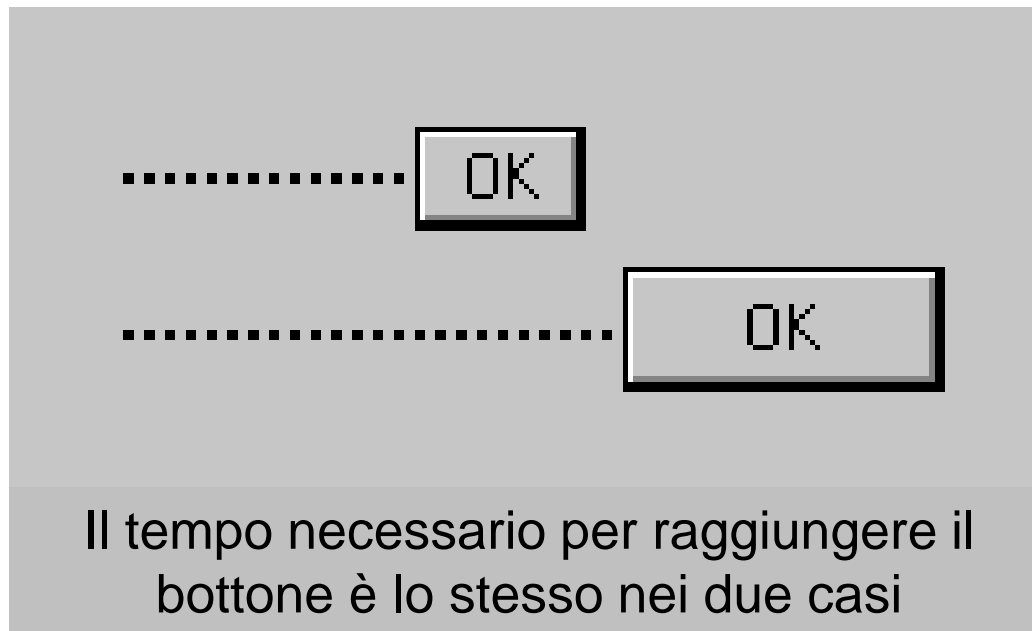 OK
OK
Il tempo necessario per raggiungere il
bottone è lo stesso nei due casi